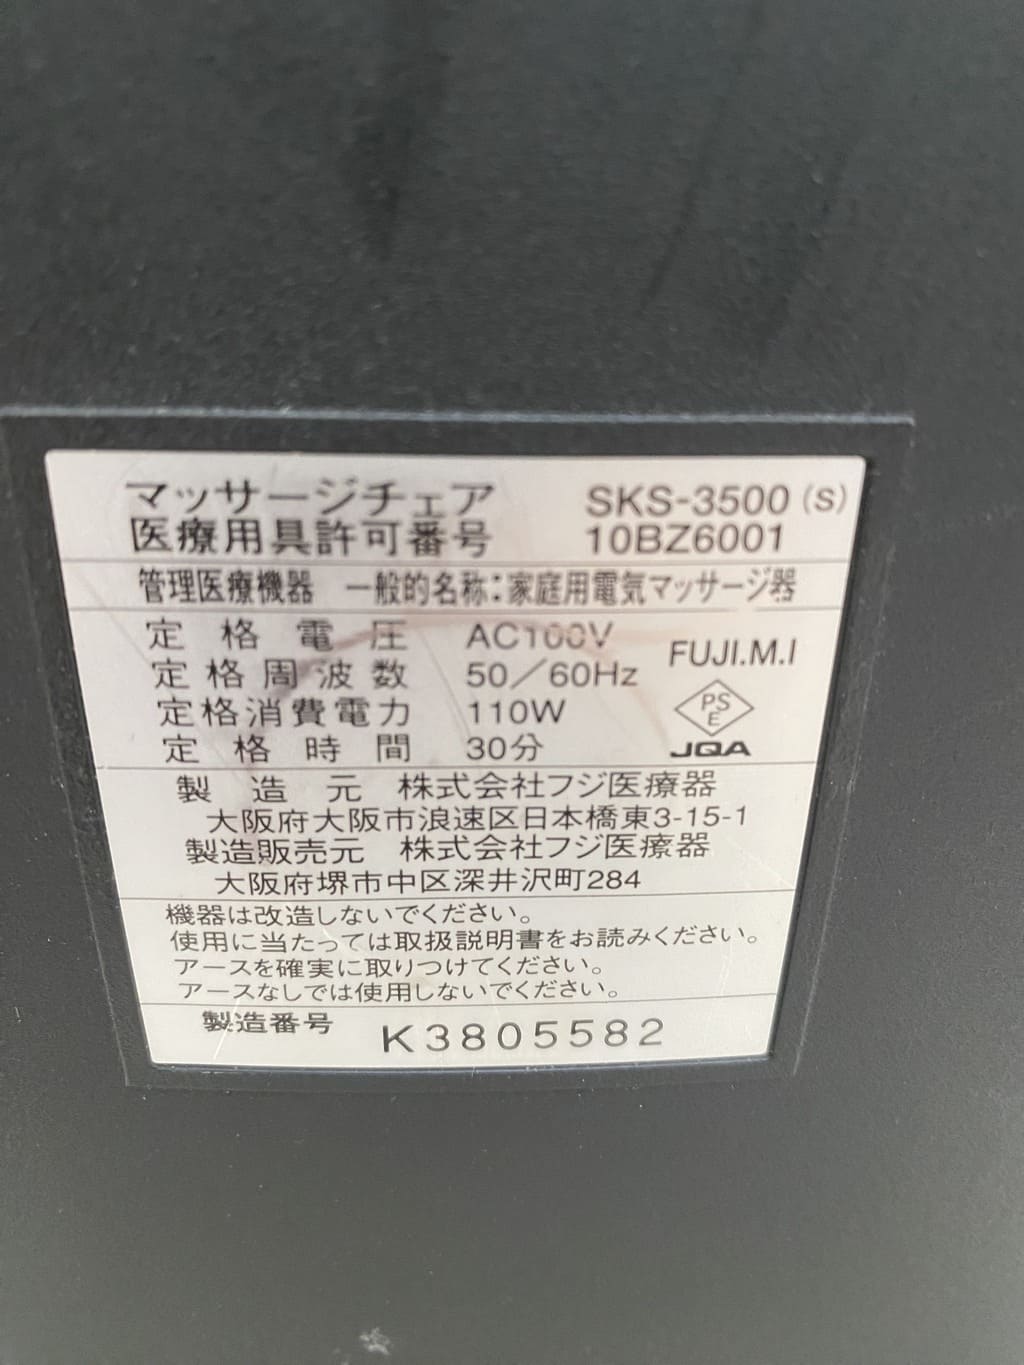 マッサージチェア SKS-3500 (S)
医療用具許可番号 10BZ6001
管理医療機器 一般的名称:家庭用電気マッサージ器
定格電圧 AC100V
定格周波数 50/60Hz
定格消費電力 110W
定格時間 30分
FUJI.M.I
PS
E
JQA
製造元 株式会社フジ医療器
大阪府大阪市浪速区日本橋東3-15-1
製造販売元 株式会社フジ医療器
大阪府堺市中区深井沢町284
機器は改造しないでください。
使用に当たっては取扱説明書をお読みください。
アースを確実に取りつけてください。
アースなしでは使用しないでください。
製造番号 K3805582